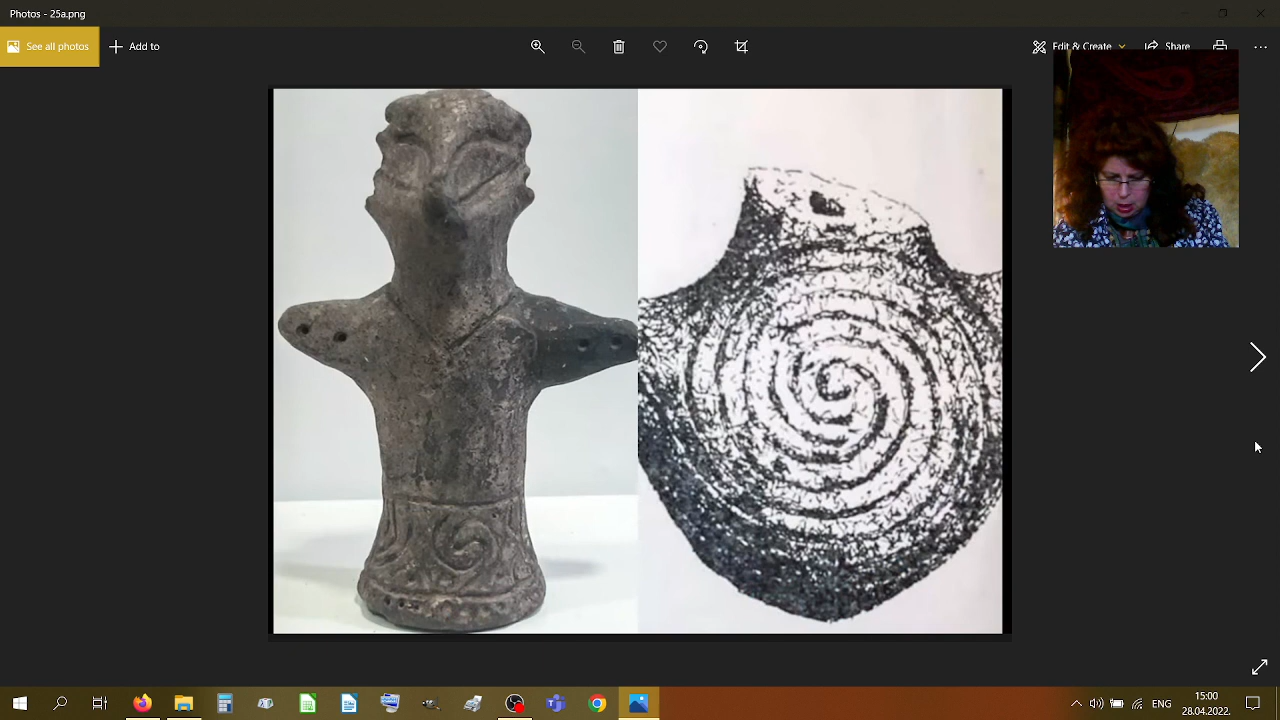 Photos - 25a.png
See all photos
Add to
Edit & Create
Share
ENG
15:00
28.04.2022.